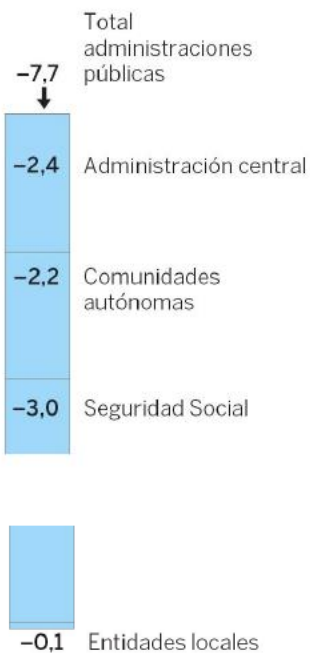 Total
administraciones
públicas
–7,7
–2,4 Administración central
–2,2 Comunidades
autónomas
–3,0 Seguridad Social
–0,1 Entidades locales